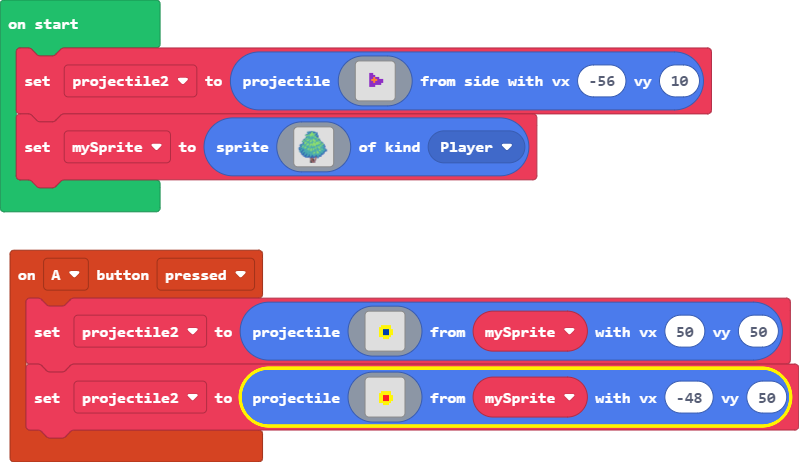 on start
set projectile2 to projectile from side with vx -56 vy 10
set mySprite to sprite of kind Player
on A button pressed
set projectile2 to projectile from mySprite with vx 50 vy 50
set projectile2 to projectile from mySprite with vx -48 vy 50